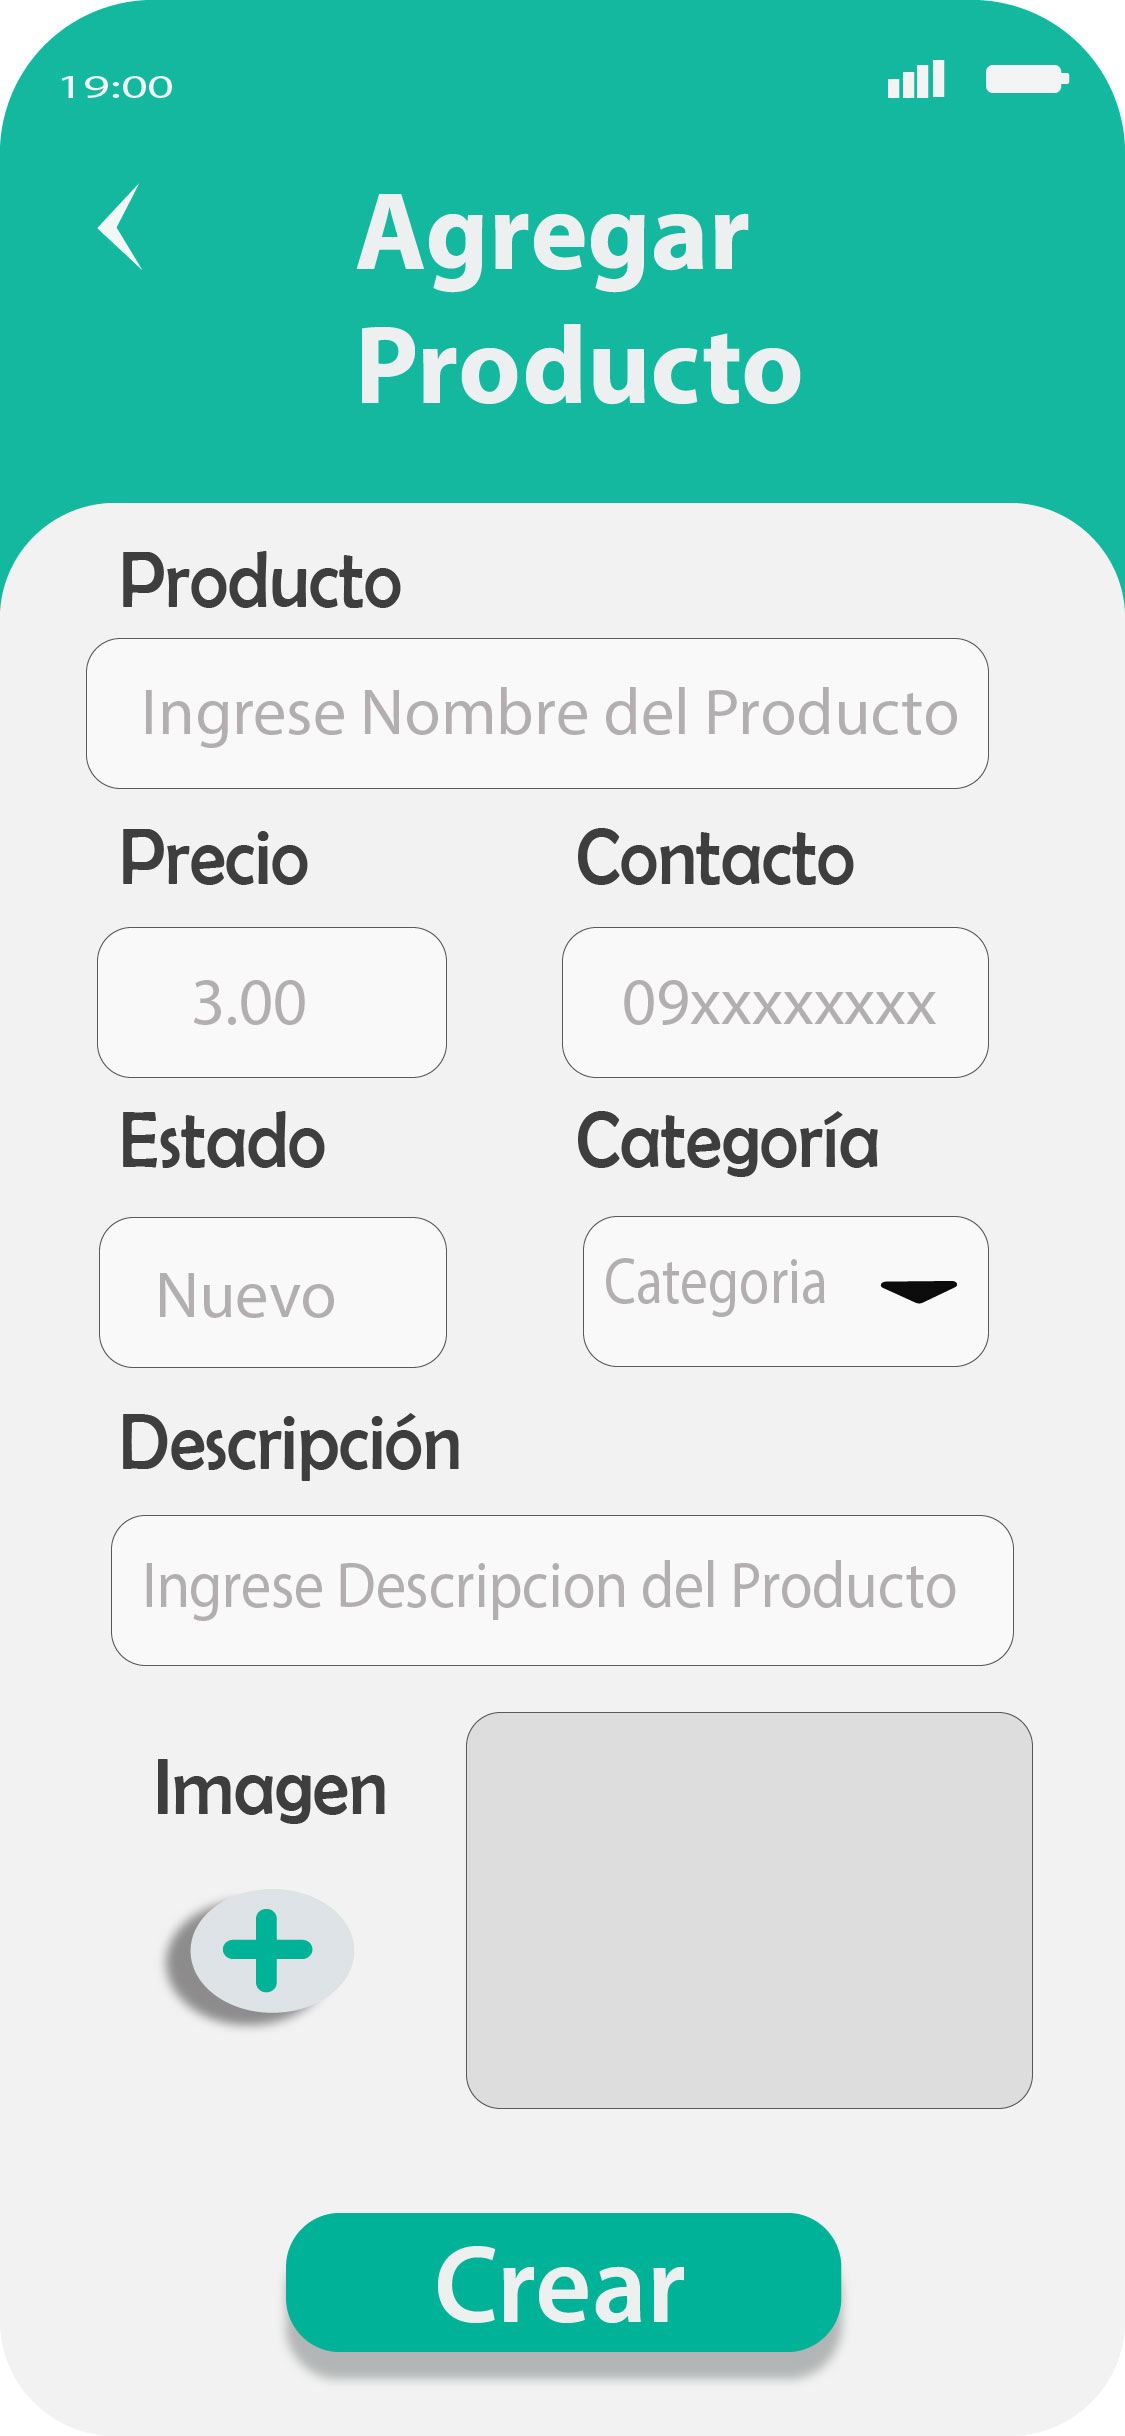 19:00
Agregar
Producto
Producto
Ingrese Nombre del Producto
Precio
Contacto
3.00
09xxxxxxxx
Estado
Categoría
Nuevo
Categoria
Descripción
Ingrese Descripcion del Producto
Imagen
Crear